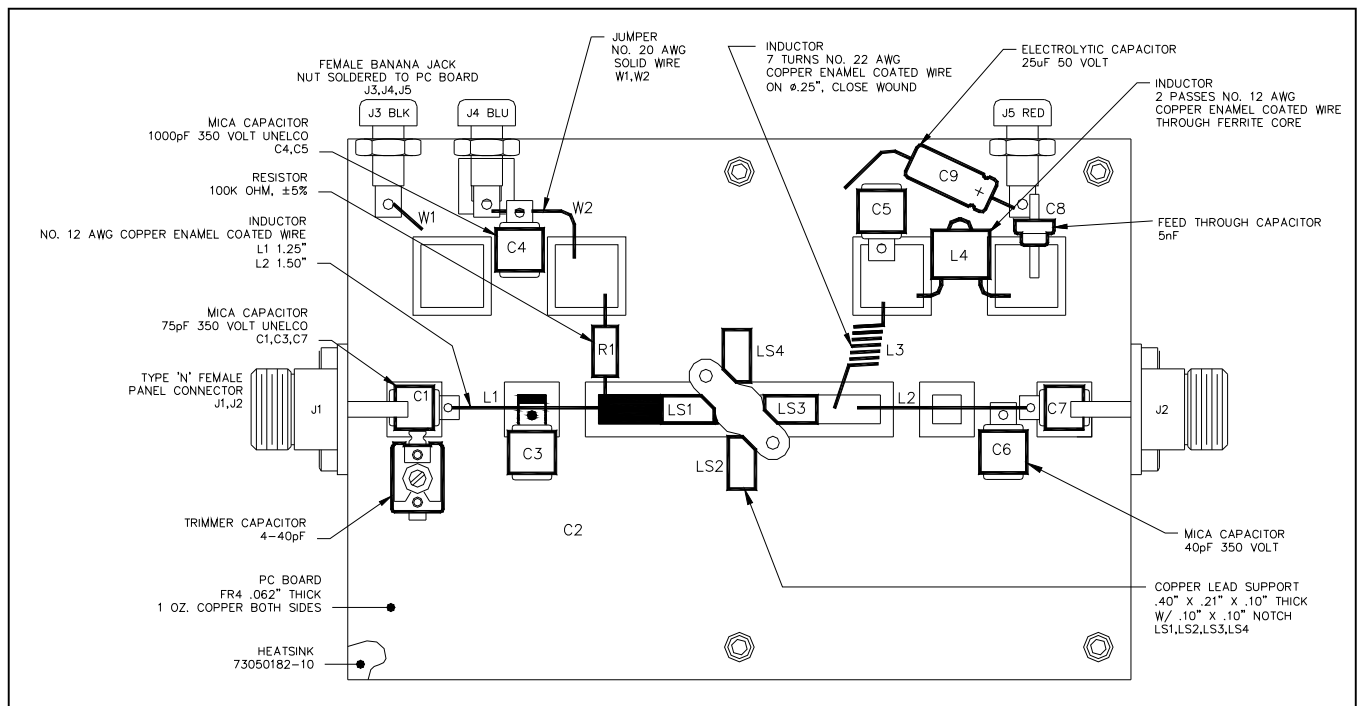 JUMPER
NO. 20 AWG
SOLID WIRE
W1,W2
INDUCTOR
7 TURNS NO. 22 AWG
COPPER ENAMEL COATED WIRE
ON ø.25", CLOSE WOUND
ELECTROLYTIC CAPACITOR
25uF 50 VOLT
FEMALE BANANA JACK
NUT SOLDERED TO PC BOARD
J3,J4,J5
INDUCTOR
2 PASSES NO. 12 AWG
COPPER ENAMEL COATED WIRE
THROUGH FERRITE CORE
J3 BLK
J4 BLU
J5 RED
MICA CAPACITOR
1000pF 350 VOLT UNELCO
C4,C5
RESISTOR
100K OHM, ±5%
INDUCTOR
NO. 12 AWG COPPER ENAMEL COATED WIRE
L1 1.25"
L2 1.50"
MICA CAPACITOR
75pF 350 VOLT UNELCO
C1,C3,C7
TYPE 'N' FEMALE
PANEL CONNECTOR
J1,J2
W1
W2
C4
C5
C9
+
C8
FEED THROUGH CAPACITOR
5nF
L4
R1
LS4
L3
J1
C1
L1
LS1
LS3
L2
C7
J2
C3
LS2
C6
TRIMMER CAPACITOR
4-40pF
C2
MICA CAPACITOR
40pF 350 VOLT
PC BOARD
FR4 .062" THICK
1 OZ. COPPER BOTH SIDES
COPPER LEAD SUPPORT
.40" X .21" X .10" THICK
W/ .10" X .10" NOTCH
LS1,LS2,LS3,LS4
HEATSINK
73050182-10